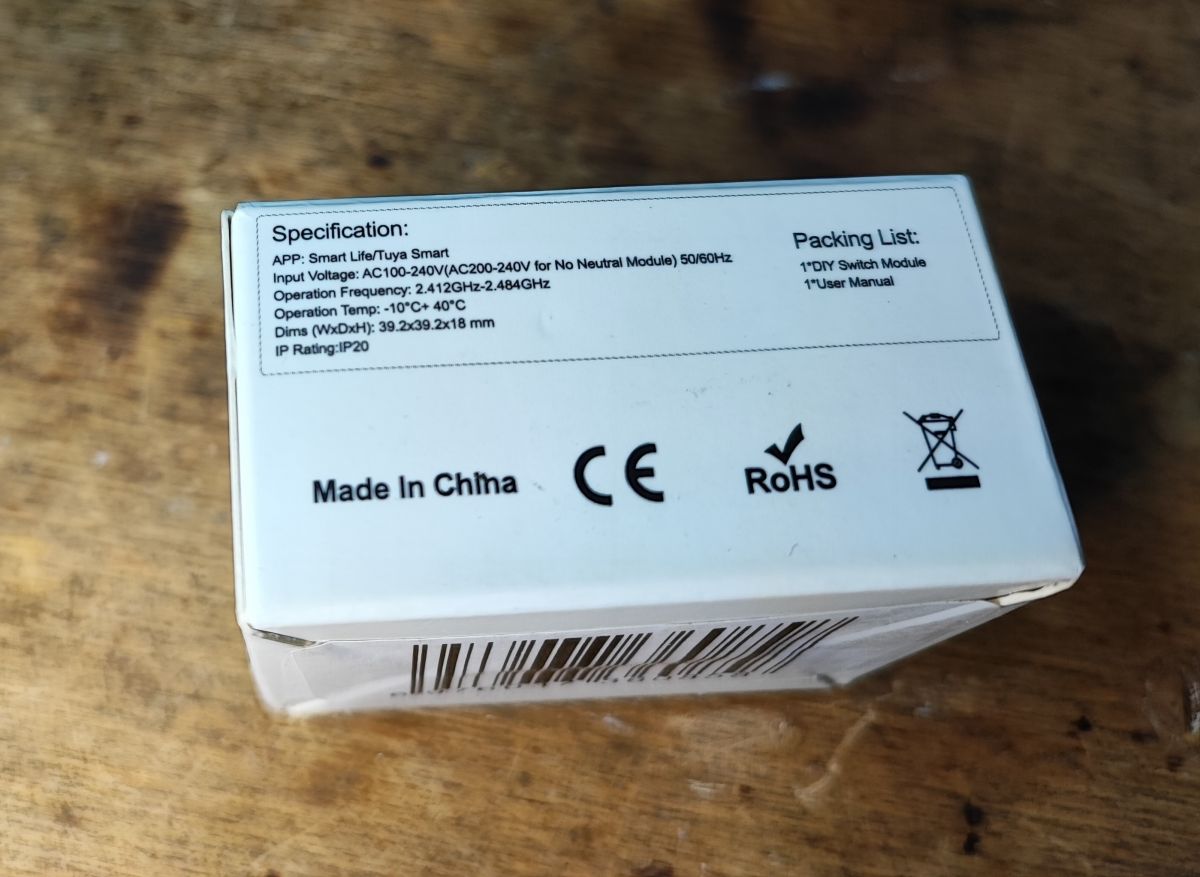 Specification:
APP: Smart Life/Tuya Smart
Input Voltage: AC100-240V(AC200-240V for No Neutral Module) 50/60Hz
Operation Frequency: 2.412GHz-2.484GHz
Operation Temp: -10°C+ 40°C
Dims (WxDxH): 39.2x39.2x18 mm
IP Rating:IP20
Packing List:
1*DIY Switch Module
1*User Manual
Made In China
CE
RoHS